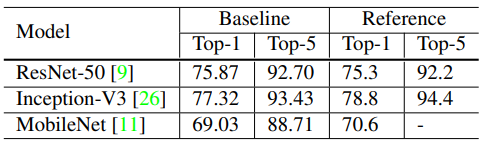 Model Baseline Reference
Top-1 Top-5 Top-1 Top-5
ResNet-50 [9] 75.87 92.70 75.3 92.2
Inception-V3 [26] 77.32 93.43 78.8 94.4
MobileNet [11] 69.03 88.71 70.6 -